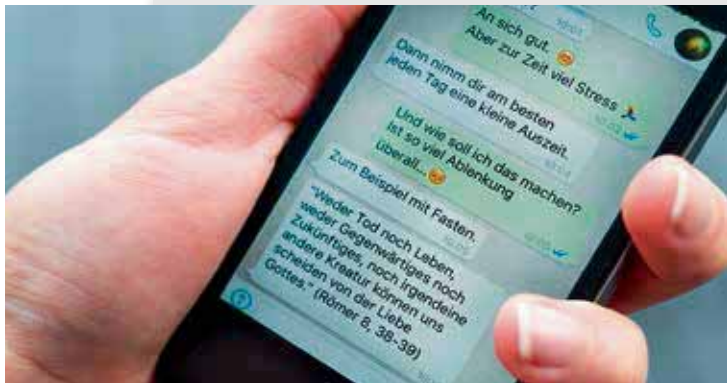 An sich gut. 😊
Aber zur Zeit viel Stress
Dann nimm dir am besten
jeden Tag eine kleine Auszeit.
Und wie soll ich das machen?
Ist so viel Ablenkung
überall...
Zum Beispiel mit Fasten.
"Weder Tod noch Leben,
weder Gegenwärtiges noch
Zukünftiges, noch irgendeine
andere Kreatur können uns
scheiden von der Liebe
Gottes." (Römer 8, 38-39)